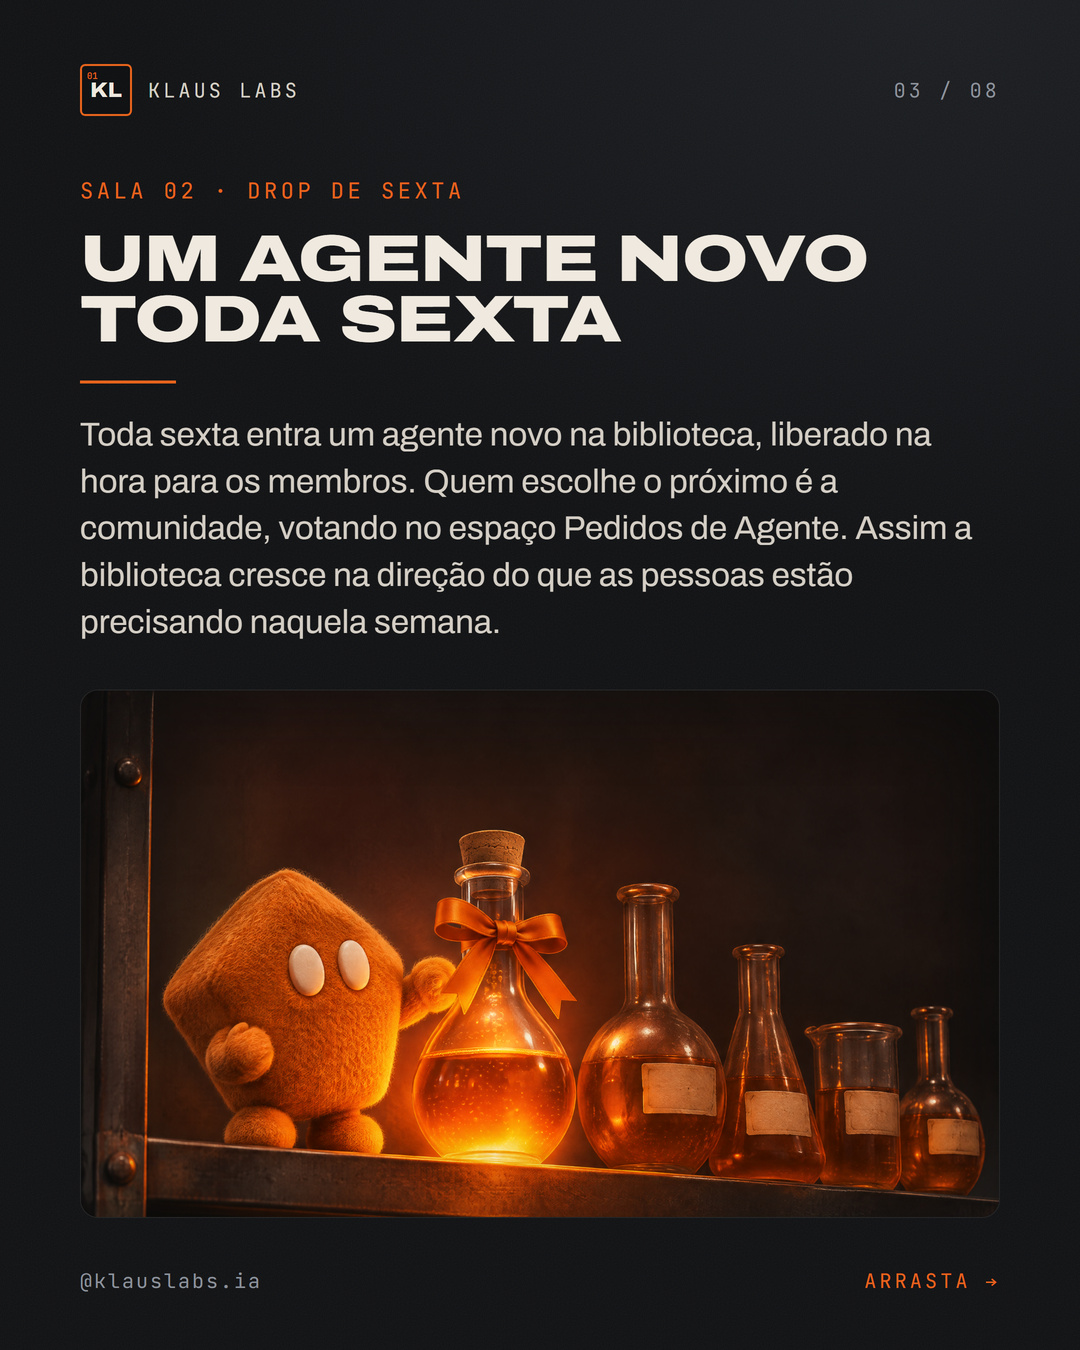 01
KL
KLAUS LABS
03 / 08
SALA 02 · DROP DE SEXTA
UM AGENTE NOVO
TODA SEXTA
Toda sexta entra um agente novo na biblioteca, liberado na
hora para os membros. Quem escolhe o próximo é a
comunidade, votando no espaço Pedidos de Agente. Assim a
biblioteca cresce na direção do que as pessoas estão
precisando naquela semana.
@klauslabs.ia
ARRASTA →